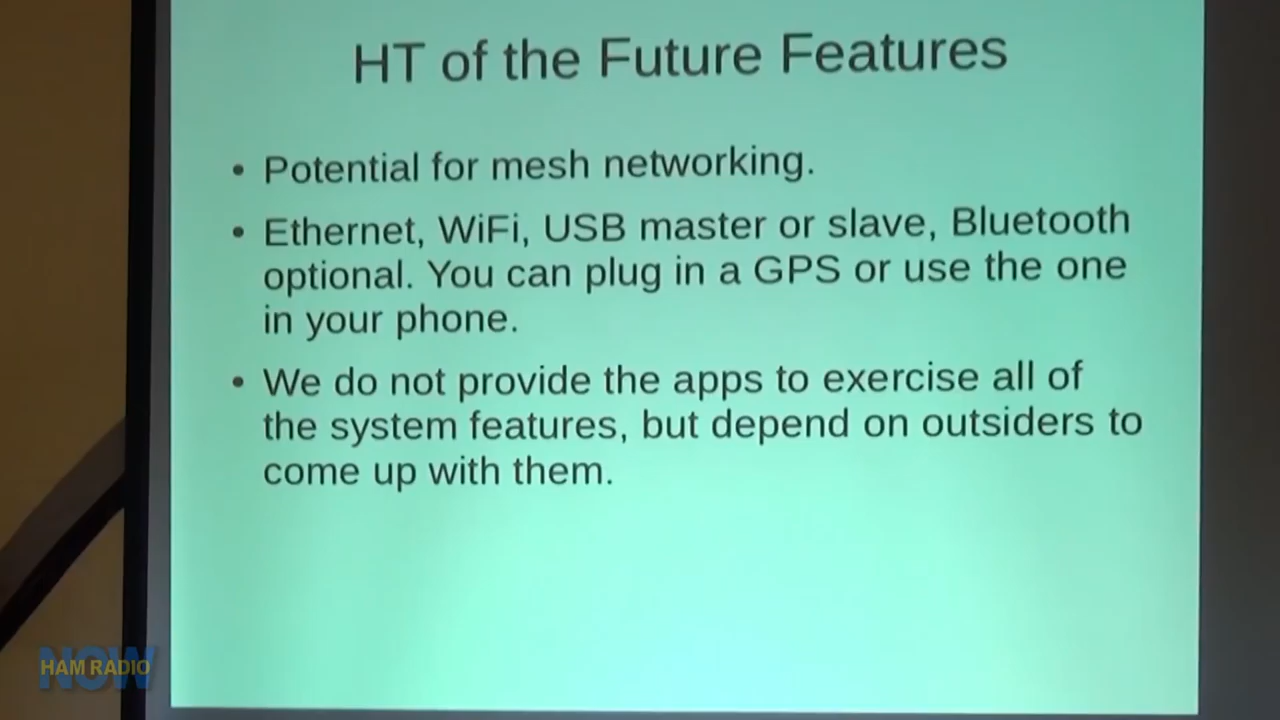 HT of the Future Features
• Potential for mesh networking.
• Ethernet, WiFi, USB master or slave, Bluetooth
optional. You can plug in a GPS or use the one
in your phone.
• We do not provide the apps to exercise all of
the system features, but depend on outsiders to
come up with them.
HAM RADIO
NOW